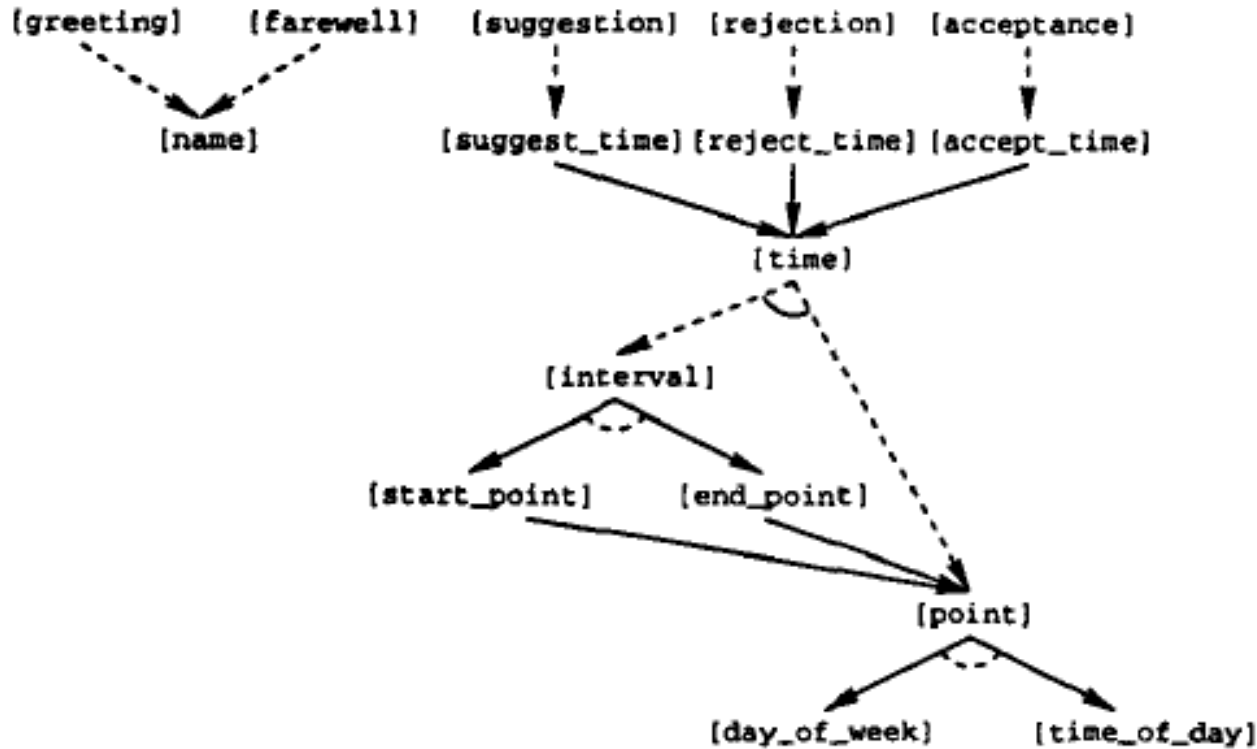 [greeting] [farewell] [suggestion] [rejection] [acceptance]
[name] [suggest_time] [reject_time] [accept_time]
[time]
[interval]
[start_point] [end_point]
[point]
[day_of_week] [time_of_day]